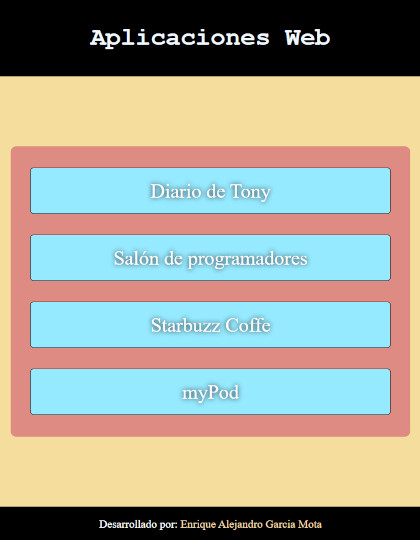 Aplicaciones Web
Diario de Tony
Salón de programadores
Starbuzz Coffe
myPod
Desarrollado por: Enrique Alejandro Garcia Mota